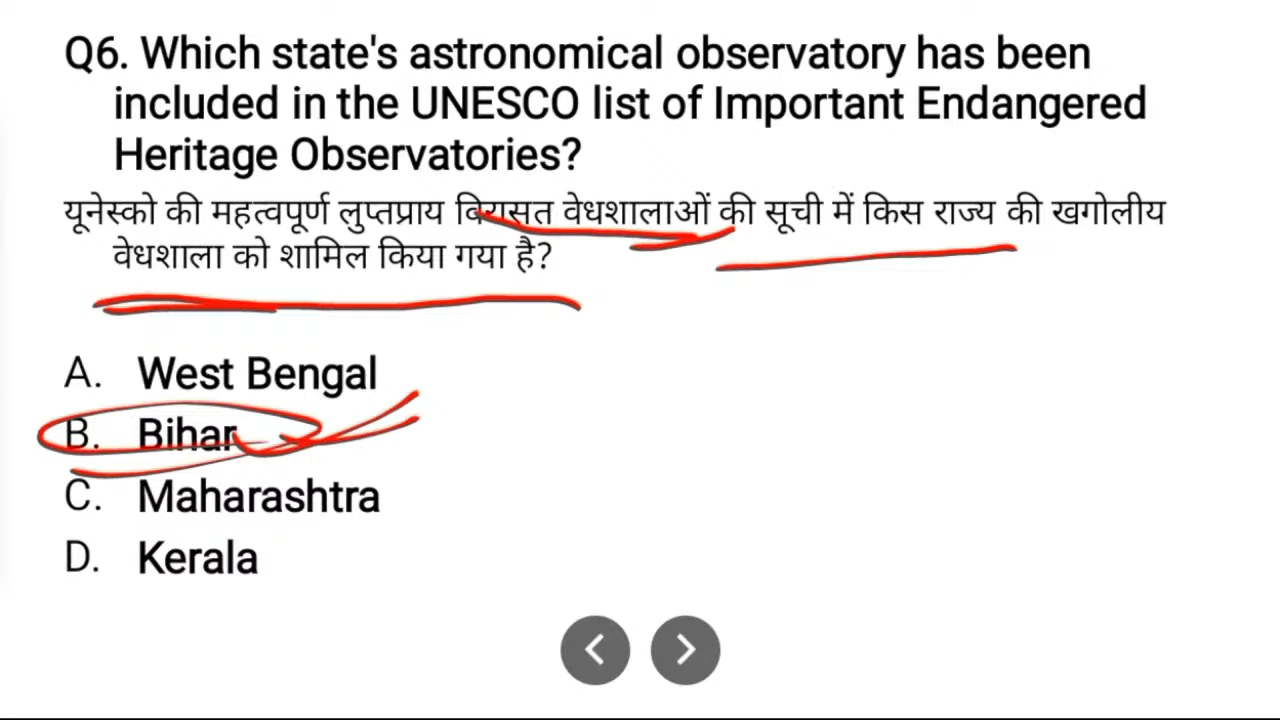 Q6. Which state's astronomical observatory has been
included in the UNESCO list of Important Endangered
Heritage Observatories?
यूनेस्को की महत्वपूर्ण लुप्तप्राय विरासत वेधशालाओं की सूची में किस राज्य की खगोलीय
वेधशाला को शामिल किया गया है?
A. West Bengal
B. Bihar
C. Maharashtra
D. Kerala